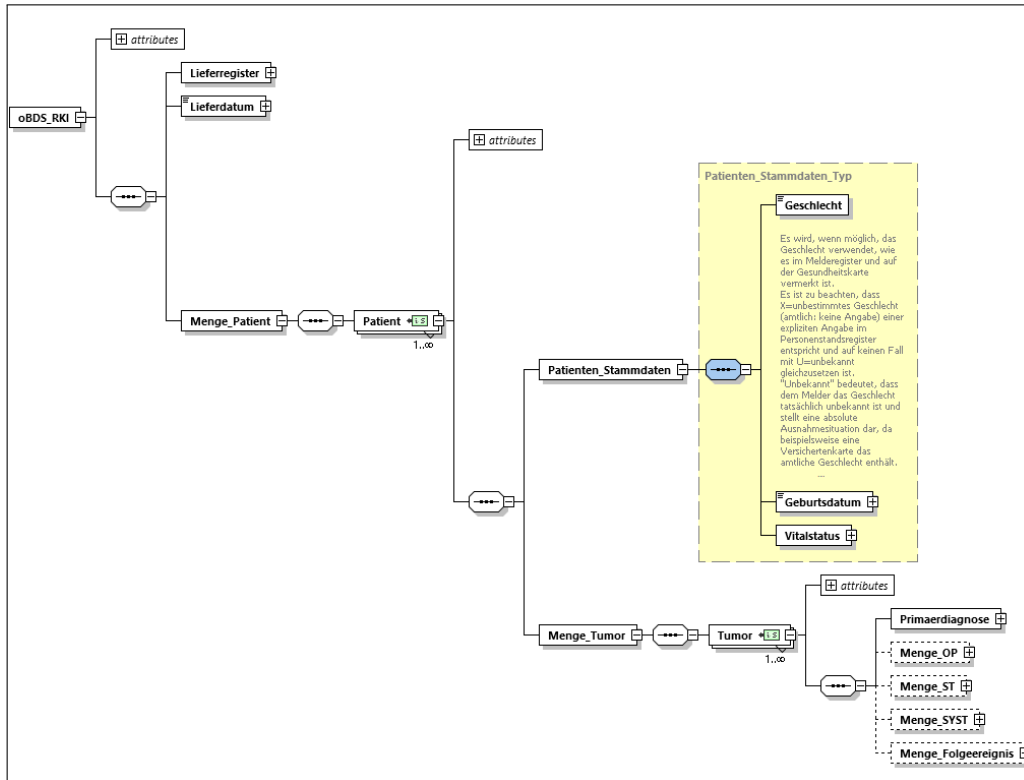 attributes
Lieferregister
Lieferdatum
oBDS_RKI
attributes
Patienten_Stammdaten_Typ
Geschlecht
Es wird, wenn möglich, das
Geschlecht verwendet, wie
es im Melderegister und auf
der Gesundheitskarte
vermerkt ist.
Es ist zu beachten, dass
X=unbestimmtes Geschlecht
(amtlich: keine Angabe) einer
expliziten Angabe im
Personenstandsregister
entspricht und auf keinen Fall
mit U=unbekannt
gleichzusetzen ist.
"Unbekannt" bedeutet, dass
dem Melder das Geschlecht
tatsächlich unbekannt ist und
stellt eine absolute
Ausnahmesituation dar, da
beispielsweise eine
Versichertenkarte das
amtliche Geschlecht enthält.
...
Menge_Patient
Patient
1..∞
Patienten_Stammdaten
Geburtsdatum
Vitalstatus
attributes
Menge_Tumor
Tumor
1..∞
Primaerdiagnose
Menge_OP
Menge_ST
Menge_SYST
Menge_Folgeereignis